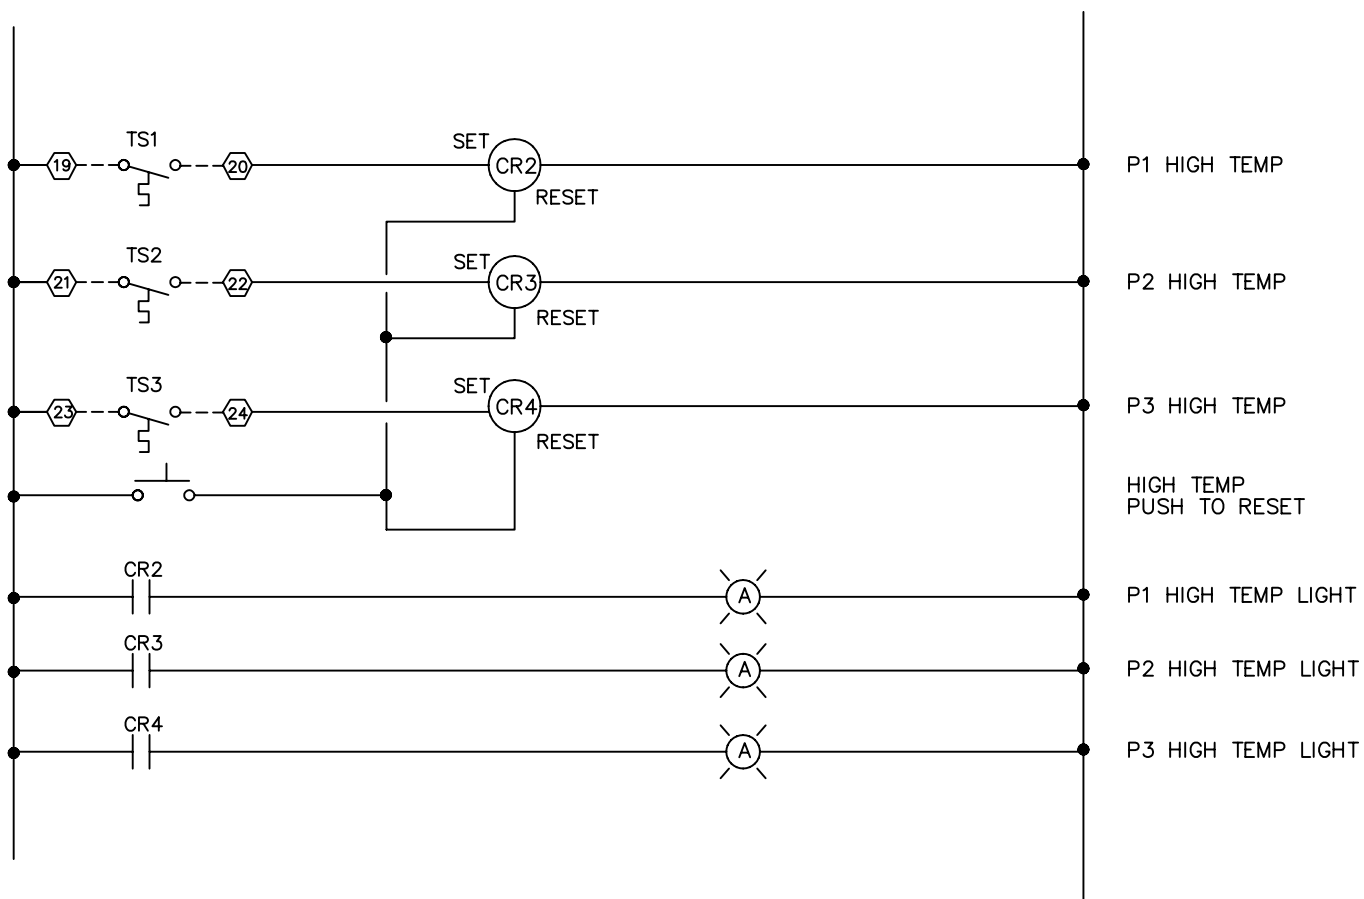 TS1
SET
19
20
CR2
P1 HIGH TEMP
RESET
TS2
SET
21
22
CR3
P2 HIGH TEMP
RESET
TS3
SET
23
24
CR4
P3 HIGH TEMP
RESET
HIGH TEMP
PUSH TO RESET
CR2
A
P1 HIGH TEMP LIGHT
CR3
A
P2 HIGH TEMP LIGHT
CR4
A
P3 HIGH TEMP LIGHT